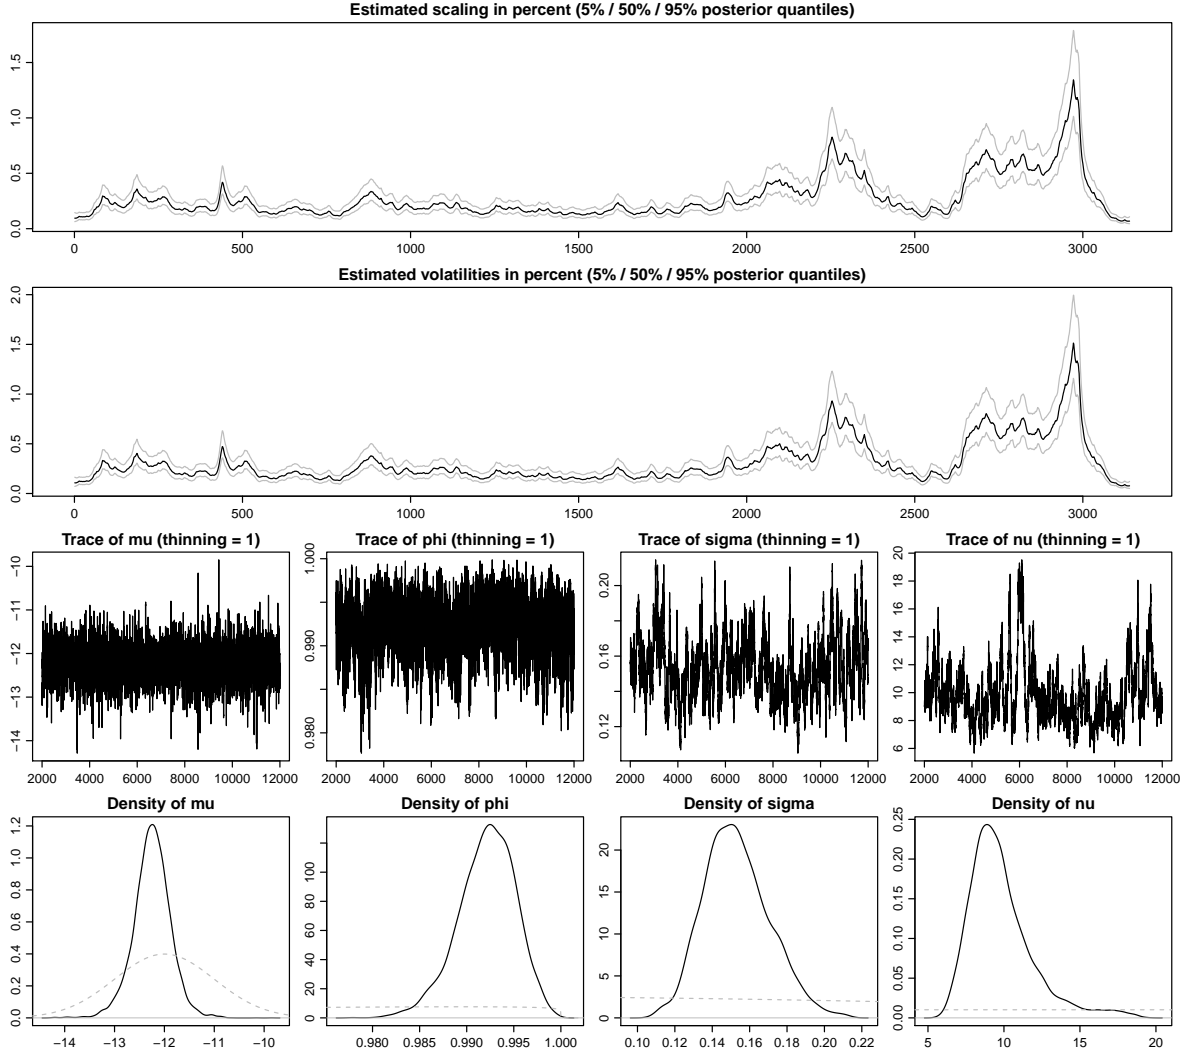 Estimated scaling in percent (5% / 50% / 95% posterior quantiles)
1.5
1.0
0.5
0.0
0 500 1000 1500 2000 2500 3000
Estimated volatilities in percent (5% / 50% / 95% posterior quantiles)
2.0
1.5
1.0
0.5
0.0
0 500 1000 1500 2000 2500 3000
Trace of mu (thinning = 1)
−10
−11
−12
−13
−14
2000 4000 6000 8000 10000 12000
Trace of phi (thinning = 1)
1.000
0.990
0.980
2000 4000 6000 8000 10000 12000
Trace of sigma (thinning = 1)
0.20
0.16
0.12
2000 4000 6000 8000 10000 12000
Trace of nu (thinning = 1)
20
18
16
14
12
10
8
6
2000 4000 6000 8000 10000 12000
Density of mu
1.2
1.0
0.8
0.6
0.4
0.2
0.0
−14 −13 −12 −11 −10
Density of phi
100
80
60
40
20
0
0.980 0.985 0.990 0.995 1.000
Density of sigma
20
15
10
5
0
0.10 0.12 0.14 0.16 0.18 0.20 0.22
Density of nu
0.25
0.20
0.15
0.10
0.05
0.00
5 10 15 20